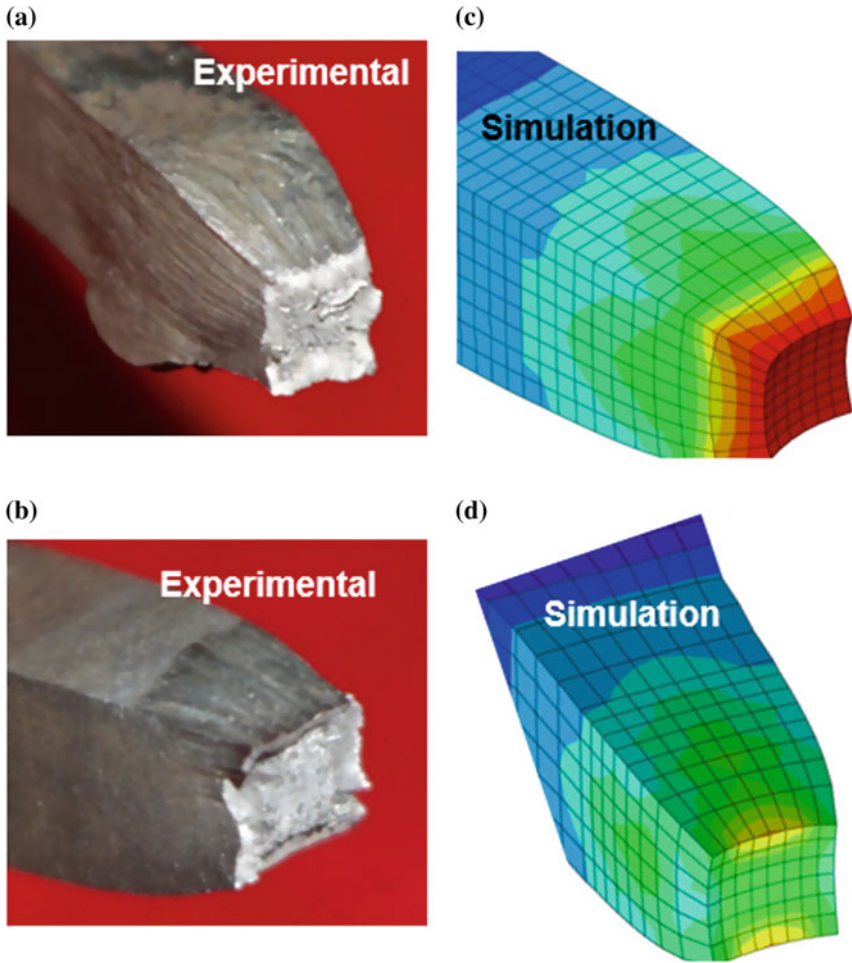 (a)
Experimental
(c)
Simulation
(b)
Experimental
(d)
Simulation